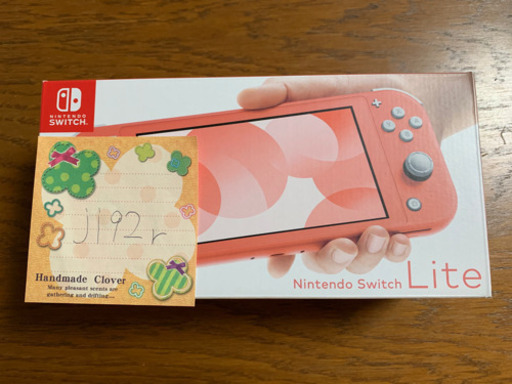 NINTENDO
SWITCH
j192r
Handmade Clover
Many pleasant scents are
gathering and drifting...
Nintendo Switch Lite